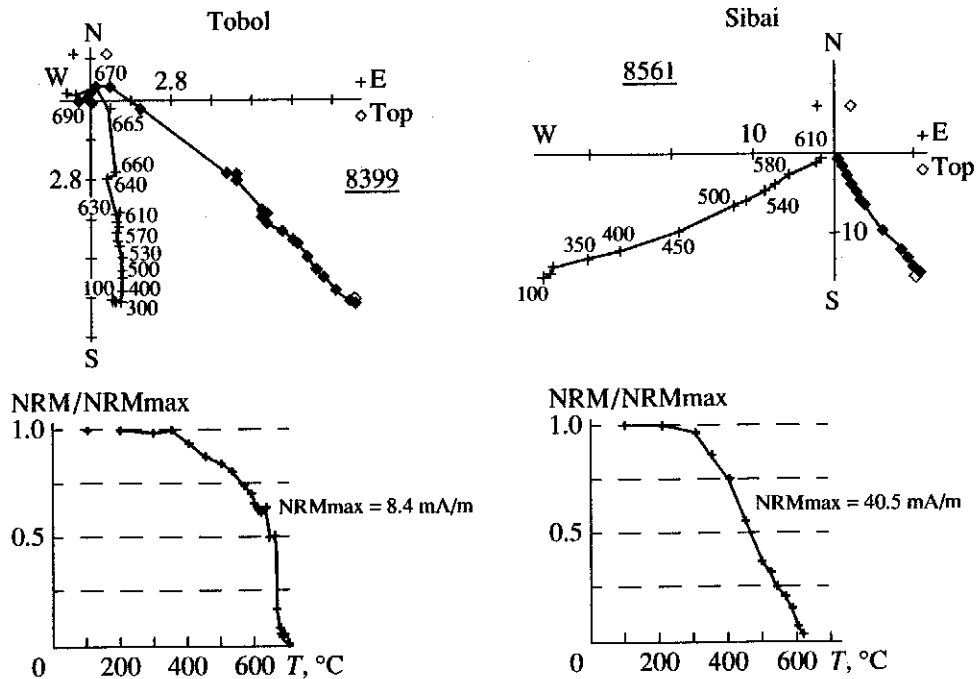 Tobol
N
670
W
2.8
+E
◇Top
690
665
660
640
2.8
8399
630
610
570
530
500
100
400
300
S
Sibai
N
8561
W
10
610
+E
◇Top
580
500
540
350
400
450
10
100
S
NRM/NRMmax
1.0
NRMmax = 8.4 mA/m
0.5
0
200
400
600
T, °C
NRM/NRMmax
1.0
NRMmax = 40.5 mA/m
0.5
0
200
400
600
T, °C